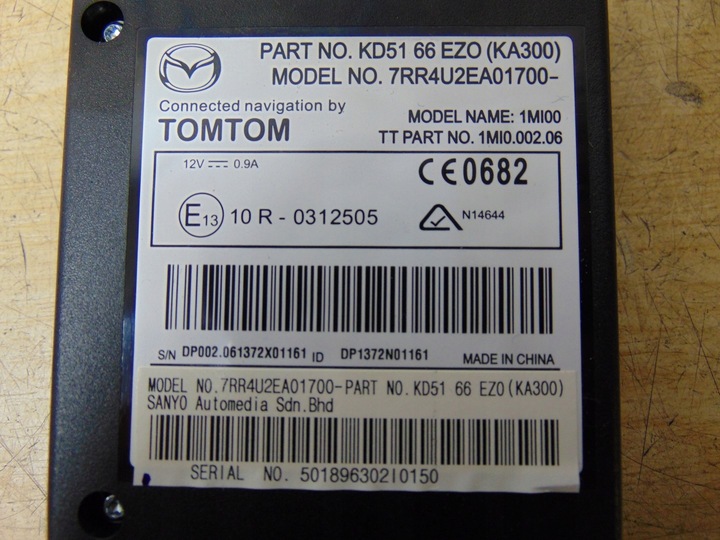 PART NO. KD51 66 EZO (KA300)
MODEL NO. 7RR4U2EA01700-
Connected navigation by
TOMTOM
MODEL NAME: 1MI00
TT PART NO. 1MI0.002.06
12V 0.9A
CE0682
E13 10 R - 0312505
N14644
S/N DP002.061372X01161 ID DP1372N01161
MADE IN CHINA
MODEL NO.7RR4U2EA01700-PART NO.KD51 66 EZ0(KA300)
SANYO Automedia Sdn.Bhd
SERIAL NO. 501896302I0150